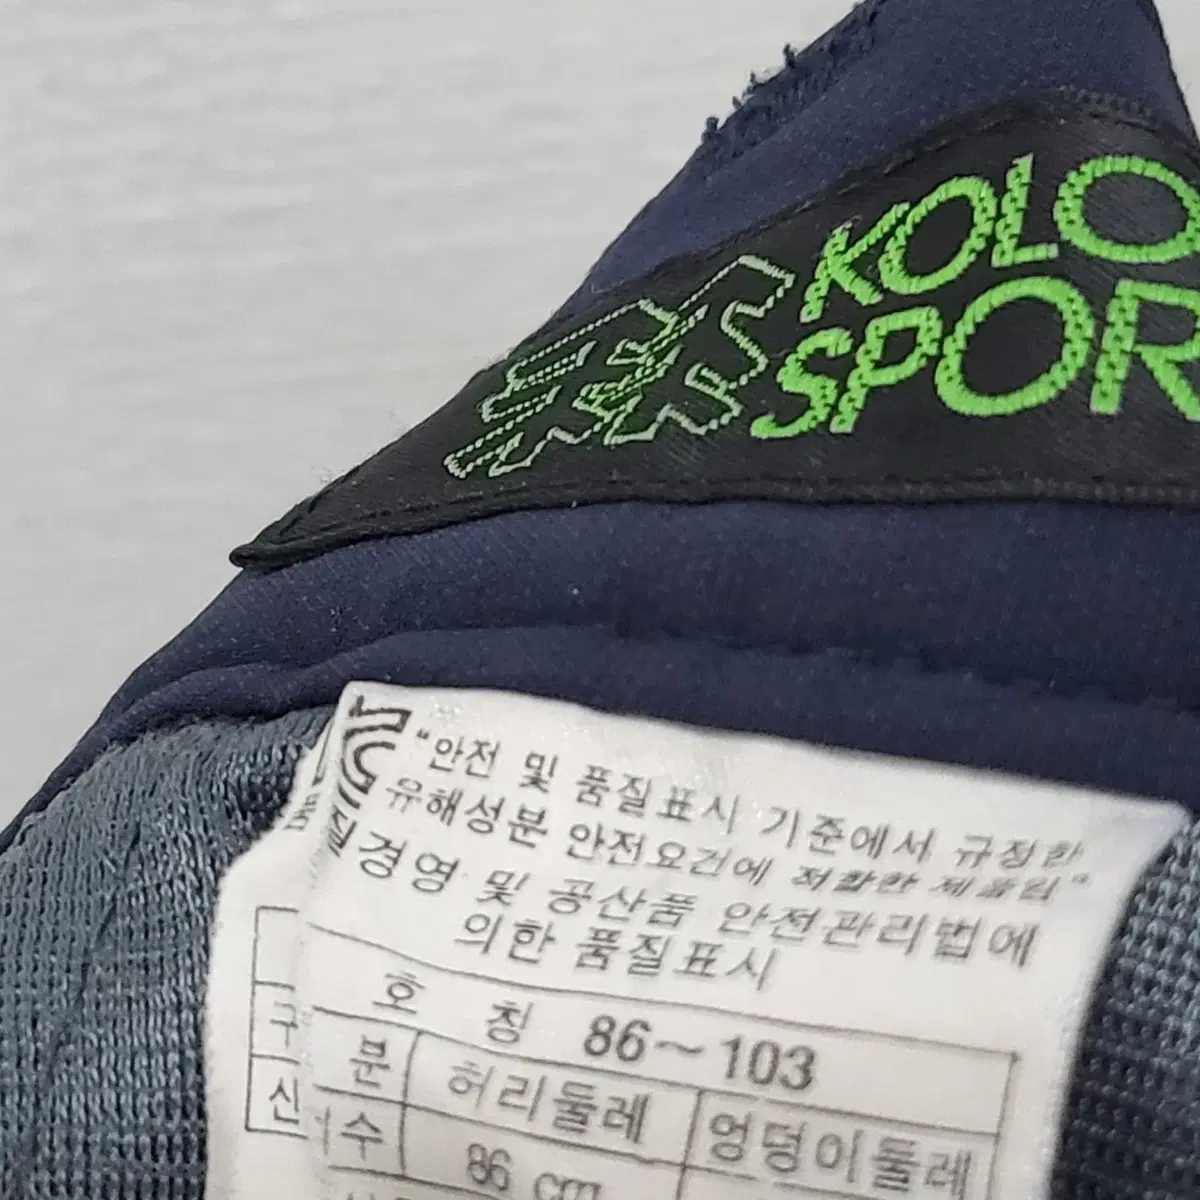 KOLO
SPOR
"안전 및 품질표시 기준에서 규정한
유해성분 안전요건에 적합한 제품임"
품질경영 및 공산품 안전관리법에
의한 품질표시
호 칭 86~103
구분 허리둘레 엉덩이둘레
신 수 86 cm